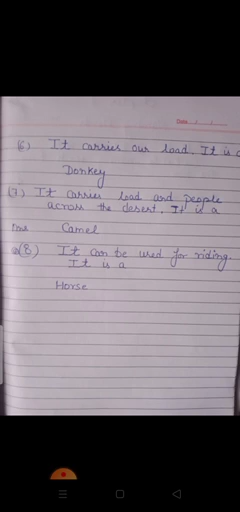 Date / /
(6) It carries our load. It is a
Donkey
(7) It carries load and people
across the desert. It is a
Camel
(8) It can be used for riding.
It is a
Horse